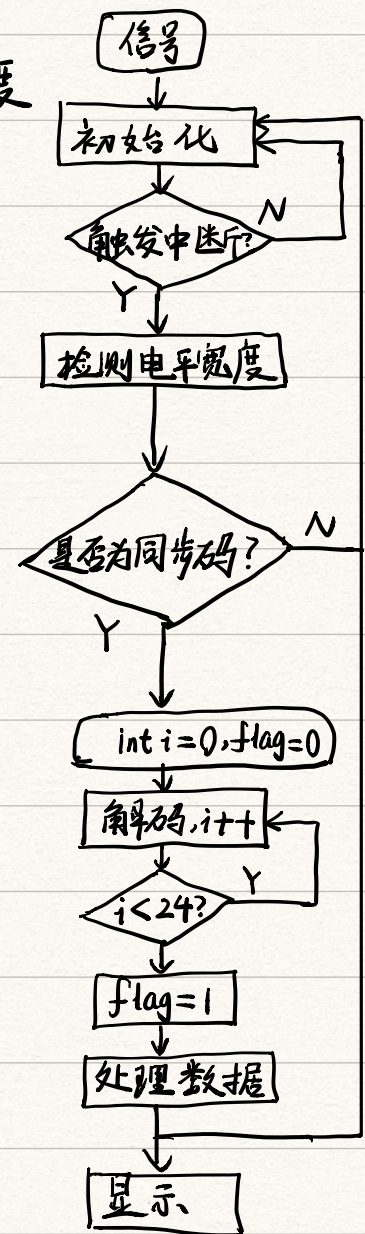 信号
度
初始化
触发中断?
N
Y
检测电平宽度
是否为同步码?
N
Y
int i=0,flag=0
解码,i++
i<24?
Y
flag=1
处理数据
显示